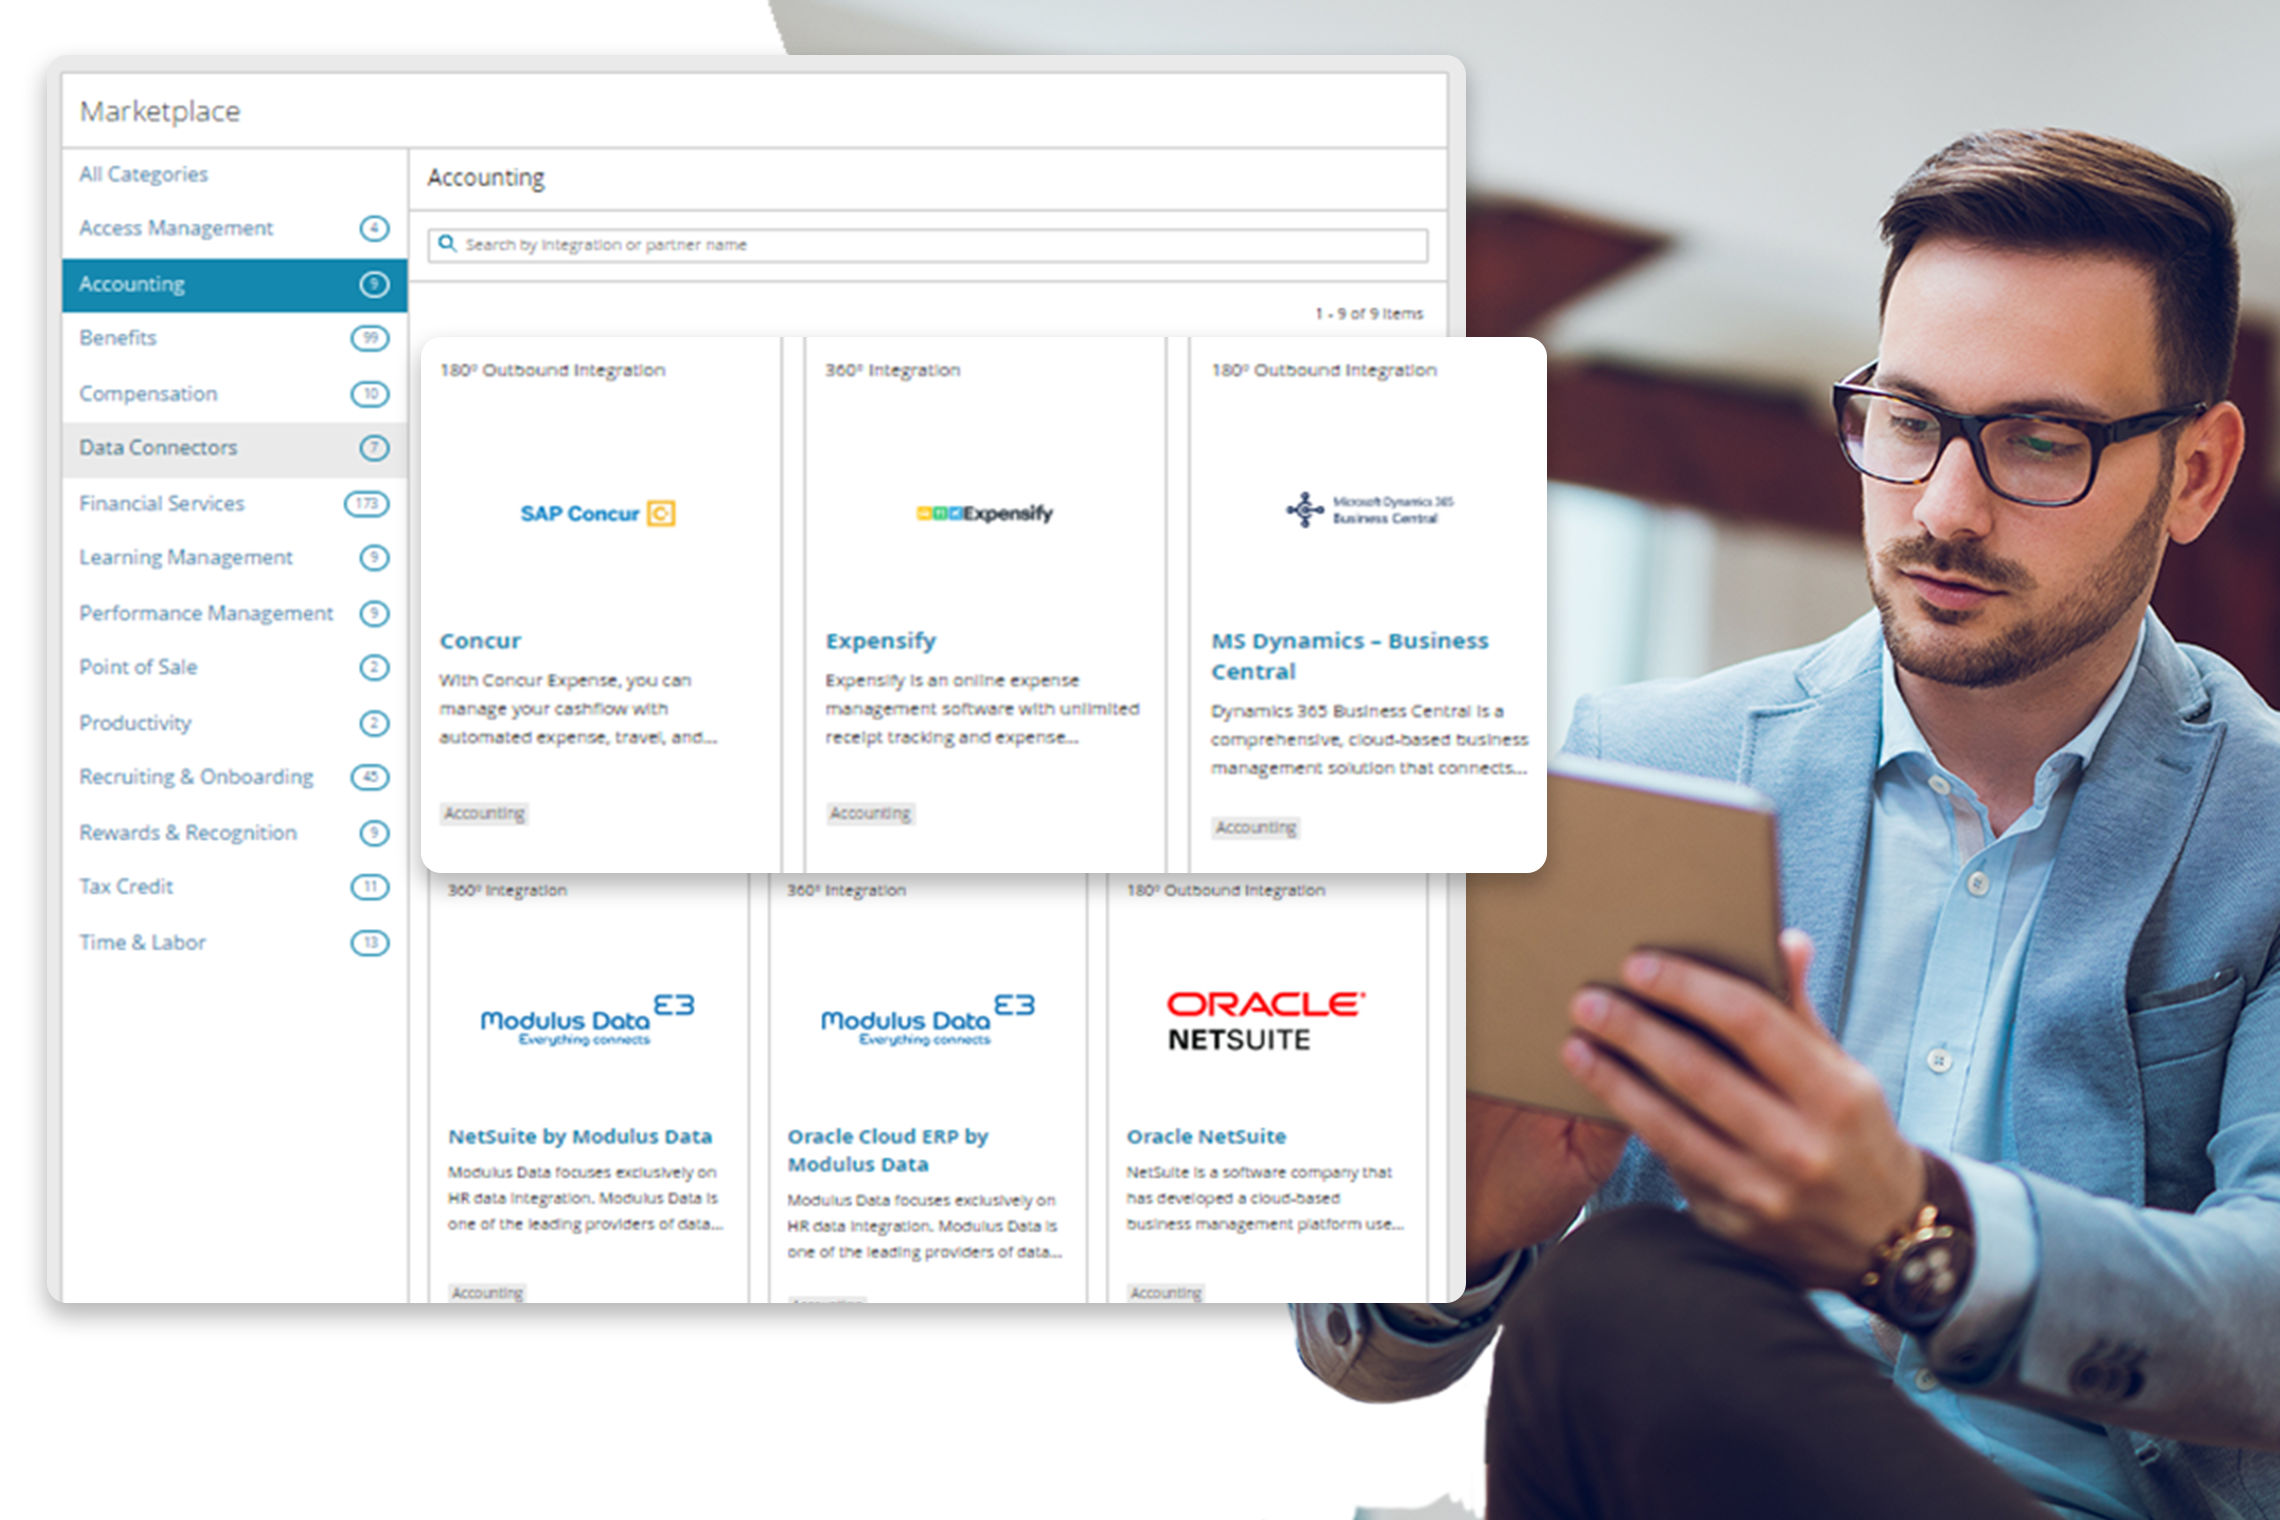 Marketplace
All Categories
Access Management 4
Accounting 9
Benefits 99
Compensation 10
Data Connectors 7
Financial Services 173
Learning Management 9
Performance Management 9
Point of Sale 2
Productivity 2
Recruiting & Onboarding 45
Rewards & Recognition 9
Tax Credit 11
Time & Labor 13
Accounting
Search by integration or partner name
1 - 9 of 9 items
180º Outbound Integration
SAP Concur C
Concur
With Concur Expense, you can
manage your cashflow with
automated expense, travel, and...
Accounting
360º Integration
Expensify
Expensify
Expensify is an online expense
management software with unlimited
receipt tracking and expense...
Accounting
180º Outbound Integration
Microsoft Dynamics 365
Business Central
MS Dynamics – Business
Central
Dynamics 365 Business Central is a
comprehensive, cloud-based business
management solution that connects...
Accounting
360º Integration
Modulus Data E3
Everything connects
NetSuite by Modulus Data
Modulus Data focuses exclusively on
HR data integration. Modulus Data is
one of the leading providers of data...
Accounting
360º Integration
Modulus Data E3
Everything connects
Oracle Cloud ERP by
Modulus Data
Modulus Data focuses exclusively on
HR data integration. Modulus Data is
one of the leading providers of data...
180º Outbound Integration
ORACLE
NETSUITE
Oracle NetSuite
NetSuite is a software company that
has developed a cloud-based
business management platform use...
Accounting